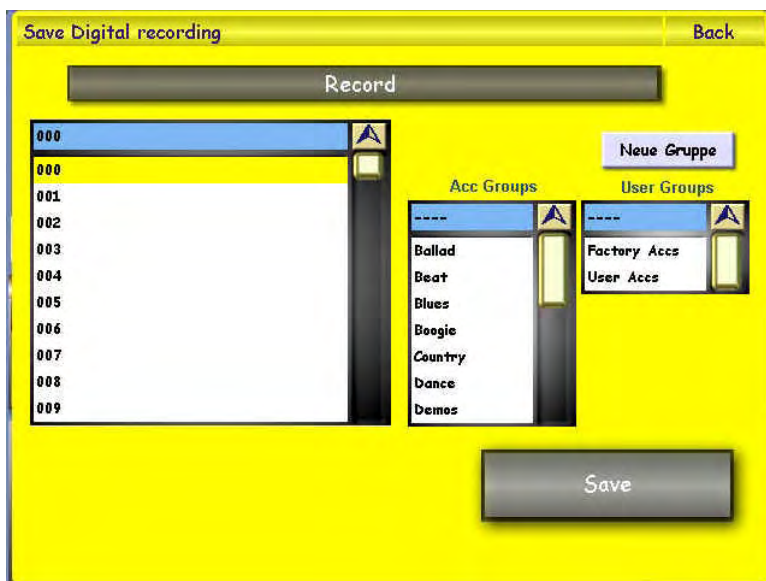 Save Digital recording
Back
Record
000
000
001
002
003
004
005
006
007
008
009
Neue Gruppe
Acc Groups
----
Ballad
Beat
Blues
Boogie
Country
Dance
Demos
User Groups
----
Factory Accs
User Accs
Save